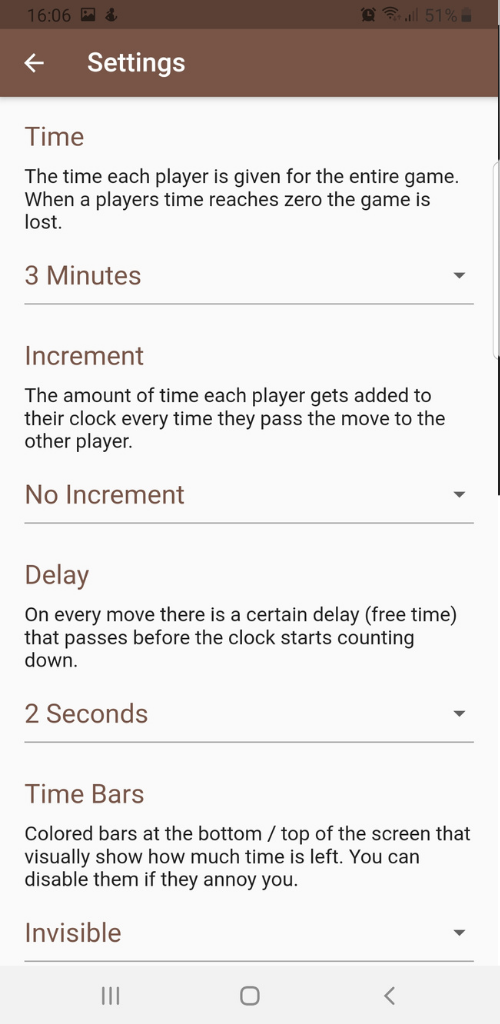 16:06
51%
Settings
Time
The time each player is given for the entire game.
When a players time reaches zero the game is
lost.
3 Minutes
Increment
The amount of time each player gets added to
their clock every time they pass the move to the
other player.
No Increment
Delay
On every move there is a certain delay (free time)
that passes before the clock starts counting
down.
2 Seconds
Time Bars
Colored bars at the bottom / top of the screen that
visually show how much time is left. You can
disable them if they annoy you.
Invisible